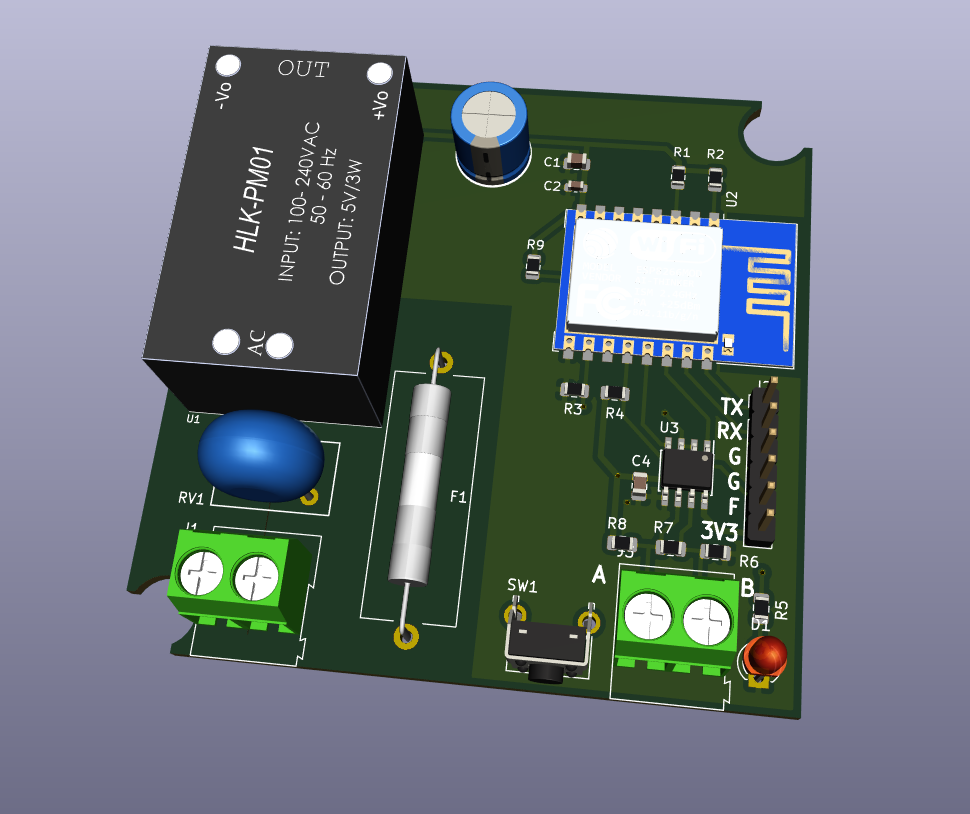 OUT
-Vo
+Vo
HLK-PM01
INPUT: 100- 240VAC
50 - 60 Hz
OUTPUT: 5V/3W
AC
C1
C2
R1
R2
U2
R9
R3
R4
TX
RX
G
G
F
3V3
U3
C4
U1
RV1
F1
J1
R8
R7
R6
SW1
A
B
R5
D1